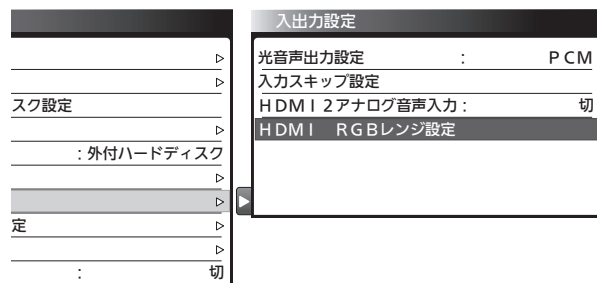 スク設定
:外付ハードディスク
定
: 切
入出力設定
光音声出力設定 : PCM
入力スキップ設定
HDMI2アナログ音声入力: 切
HDMI RGBレンジ設定